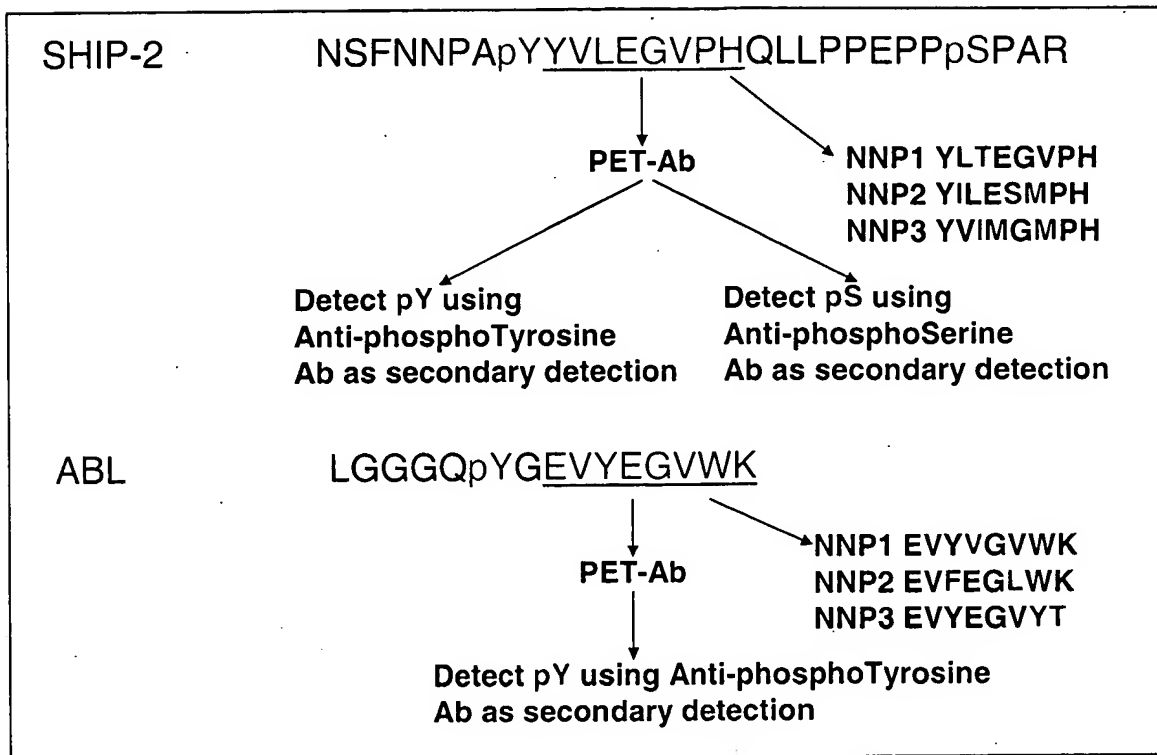 SHIP-2 NSFNNPApYYVLEGVPHQLLPPEPPpSPAR
PET-Ab
NNP1 YLTEGVPH
NNP2 YILESMPH
NNP3 YVIMGMPH
Detect pY using
Anti-phosphoTyrosine
Ab as secondary detection
Detect pS using
Anti-phosphoSerine
Ab as secondary detection
ABL LGGGQpYGEVYEGVWK
PET-Ab
NNP1 EVYVGVWK
NNP2 EVFEGLWK
NNP3 EVYEGVYT
Detect pY using Anti-phosphoTyrosine
Ab as secondary detection